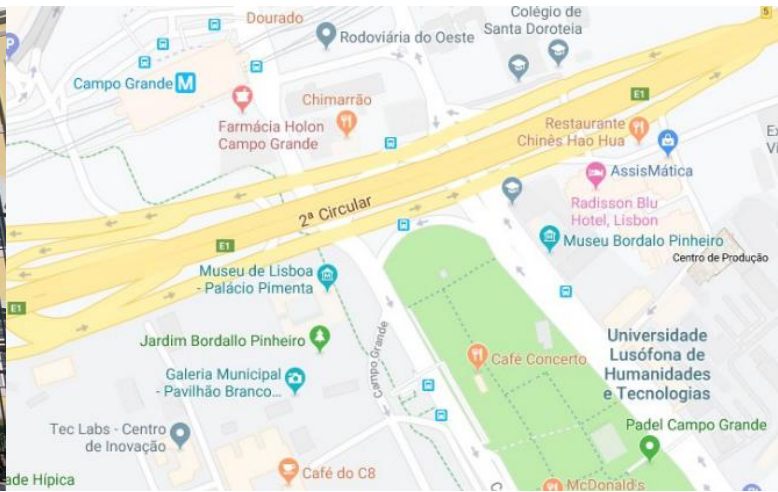 Dourado
Rodoviária do Oeste
Colégio de
Santa Doroteia
5
Campo Grande M
Farmácia Holon
Campo Grande
Chimarrão
E1
Restaurante
Chinês Hao Hua
AssisMática
Radisson Blu
Hotel, Lisbon
2ª Circular
E1
Museu Bordalo Pinheiro
Centro de Produção
Museu de Lisboa
- Palácio Pimenta
E1
Jardim Bordallo Pinheiro
Campo Grande
Café Concerto
Universidade
Lusófona de
Humanidades
e Tecnologias
Galeria Municipal
- Pavilhão Branco...
Padel Campo Grande
Tec Labs - Centro
de Inovação
Café do C8
McDonald's
ade Hípica